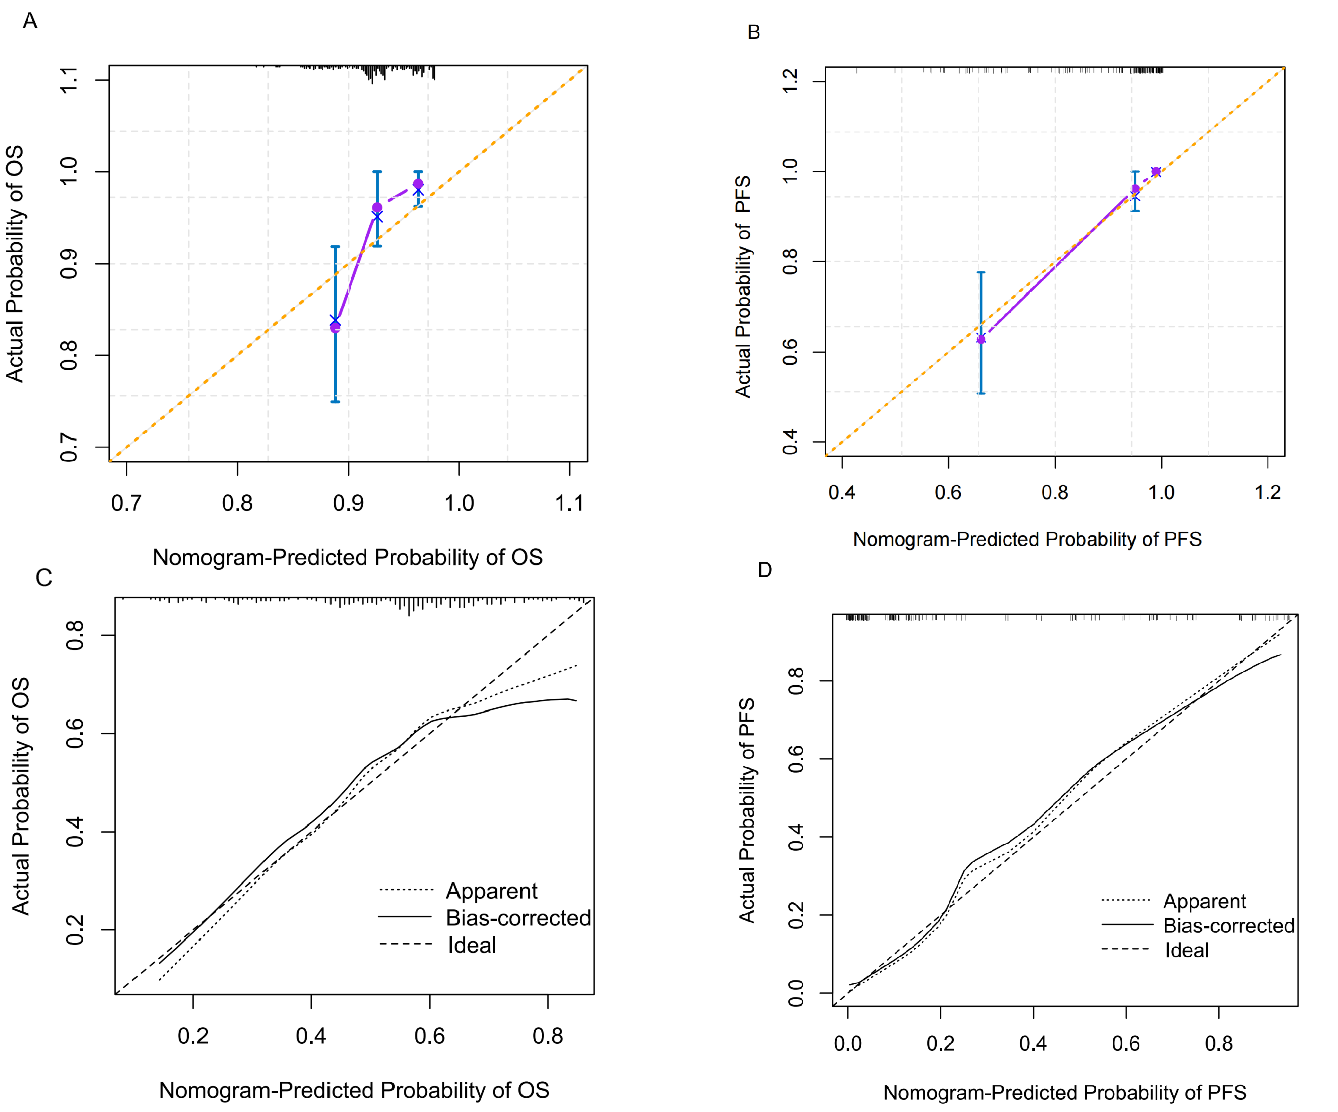 A
Actual Probability of OS
1.1
1.0
0.9
0.8
0.7
0.7 0.8 0.9 1.0 1.1
Nomogram-Predicted Probability of OS
B
Actual Probability of PFS
1.2
1.0
0.8
0.6
0.4
0.4 0.6 0.8 1.0 1.2
Nomogram-Predicted Probability of PFS
C
Actual Probability of OS
0.8
0.6
0.4
0.2
Apparent
Bias-corrected
Ideal
0.2 0.4 0.6 0.8
Nomogram-Predicted Probability of OS
D
Actual Probability of PFS
0.8
0.6
0.4
0.2
0.0
Apparent
Bias-corrected
Ideal
0.0 0.2 0.4 0.6 0.8
Nomogram-Predicted Probability of PFS